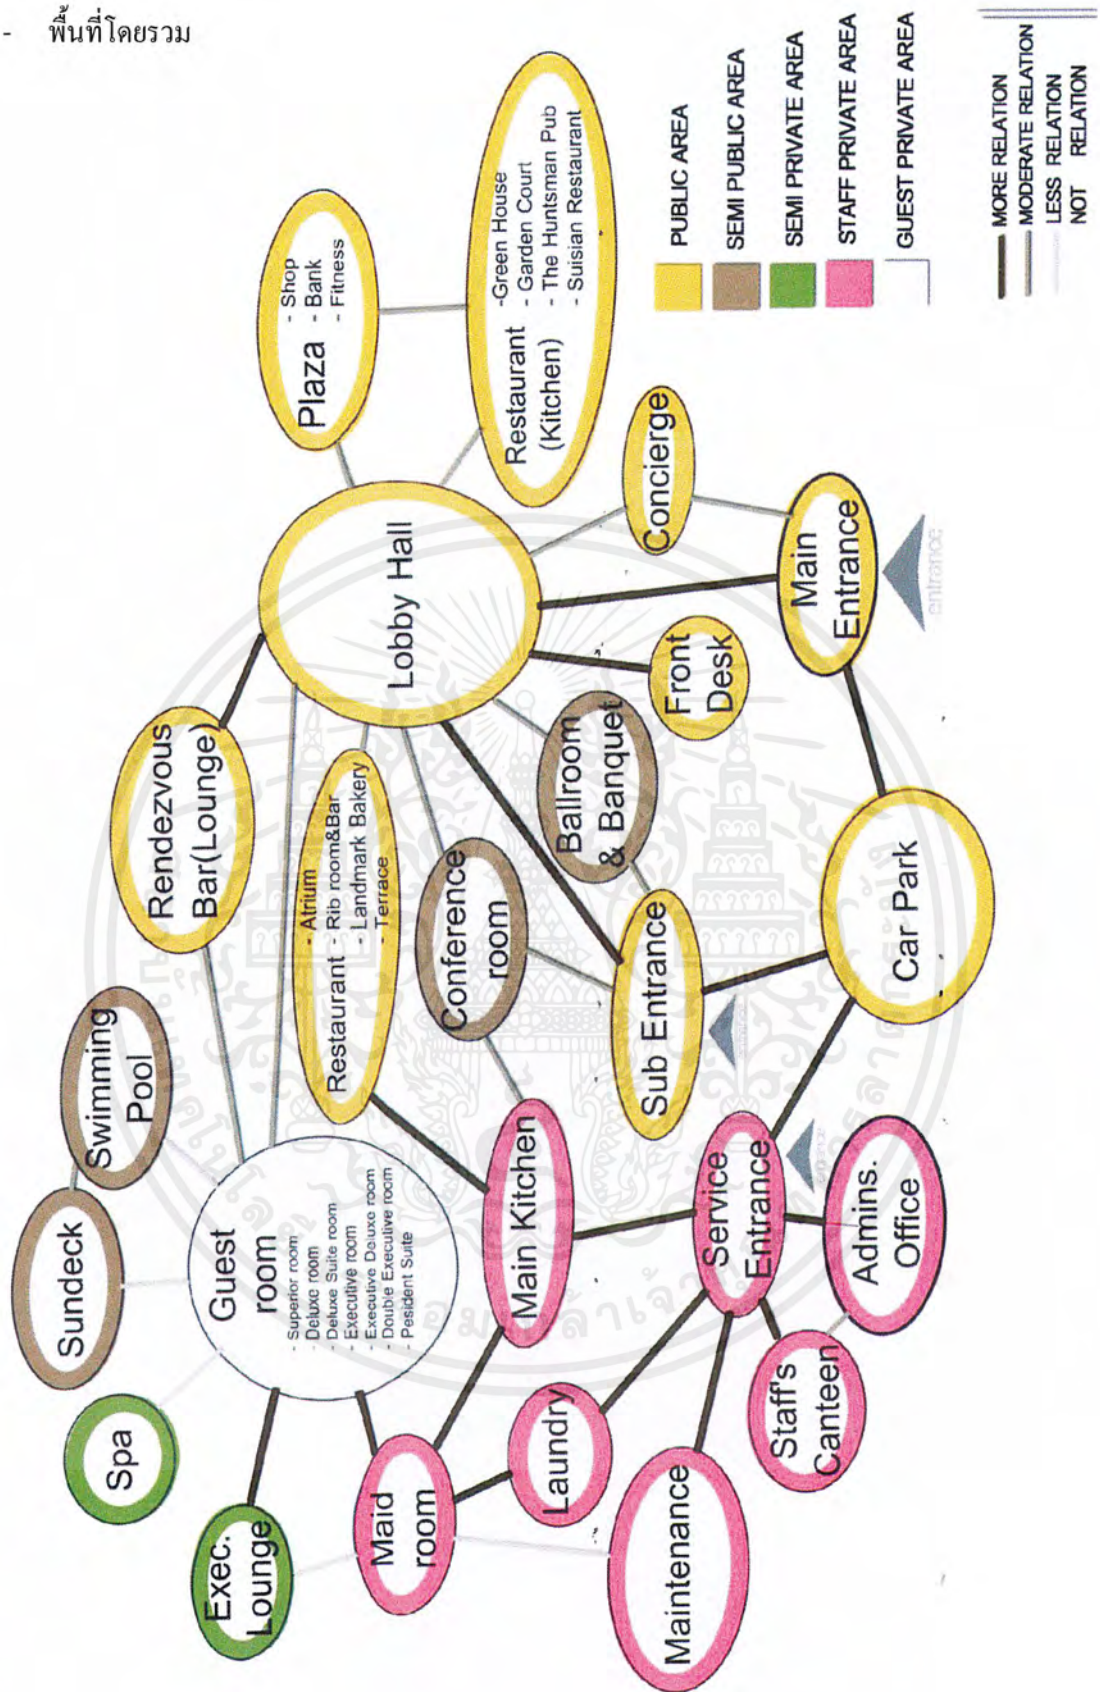 - พื้นที่โดยรวม
Sundeck
Swimming
Pool
Spa
Exec.
Lounge
Guest
room
- Superior room
- Deluxe room
- Deluxe Suite room
- Executive room
- Executive Deluxe room
- Double Executive room
- Pesident Suite
Rendezvous
Bar(Lounge)
Plaza
- Shop
- Bank
- Fitness
Restaurant
- Atrium
- Rib room&Bar
- Landmark Bakery
- Terrace
Lobby Hall
Restaurant
(Kitchen)
-Green House
- Garden Court
- The Huntsman Pub
- Suisian Restaurant
Maid
room
Main Kitchen
Conference
room
Ballroom
& Banquet
Front
Desk
Concierge
Laundry
Maintenance
Service
Entrance
Sub Entrance
Main
Entrance
entrance
Staff's
Canteen
Admins.
Office
Car Park
PUBLIC AREA
SEMI PUBLIC AREA
SEMI PRIVATE AREA
STAFF PRIVATE AREA
GUEST PRIVATE AREA
MORE RELATION
MODERATE RELATION
LESS RELATION
NOT RELATION